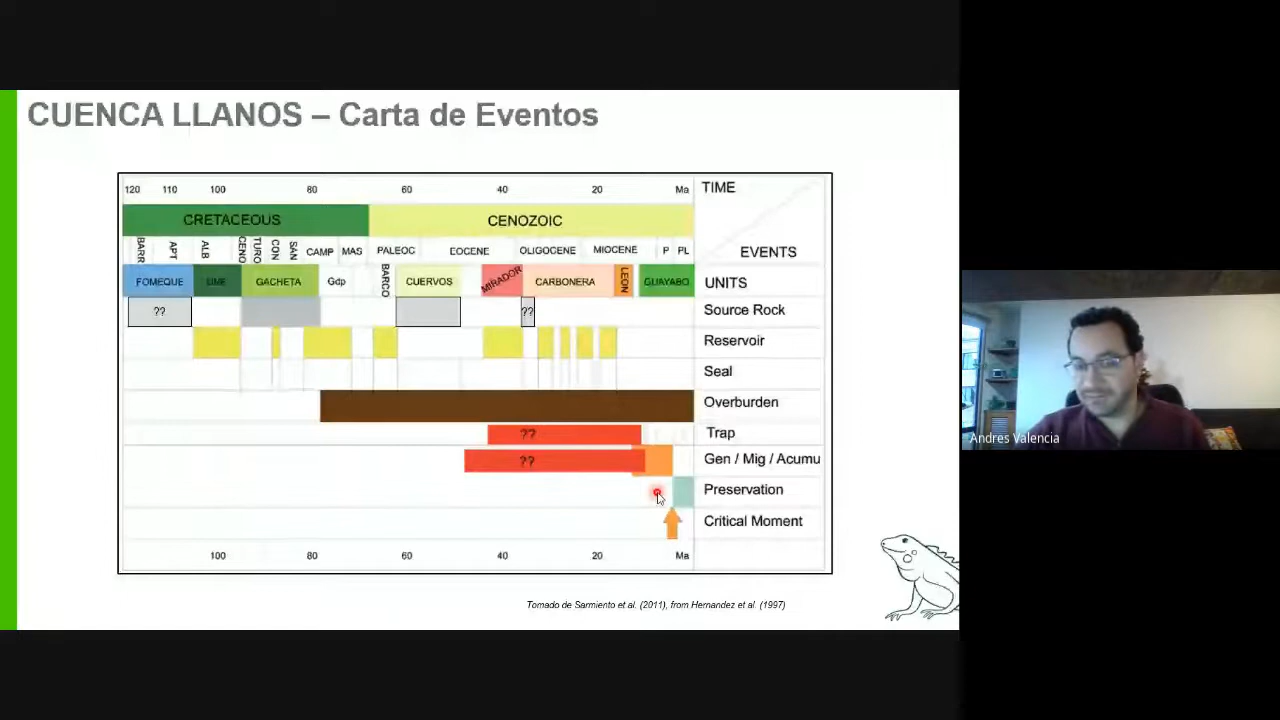 CUENCA LLANOS – Carta de Eventos
120 110 100 80 60 40 20 Ma TIME
CRETACEOUS CENOZOIC
BARR APT ALB CENO TURO CON SAN CAMP MAS PALEOC EOCENE OLIGOCENE MIOCENE P PL EVENTS
FOMEQUE UME GACHETA Gdp BARCO CUERVOS MIRADOR CARBONERA LEON GUAYABO UNITS
?? ?? Source Rock
Reservoir
Seal
Overburden
?? Trap
?? Gen / Mig / Acumu
Preservation
Critical Moment
100 80 60 40 20 Ma
Tomado de Sarmiento et al. (2011), from Hernandez et al. (1997)
Andres Valencia